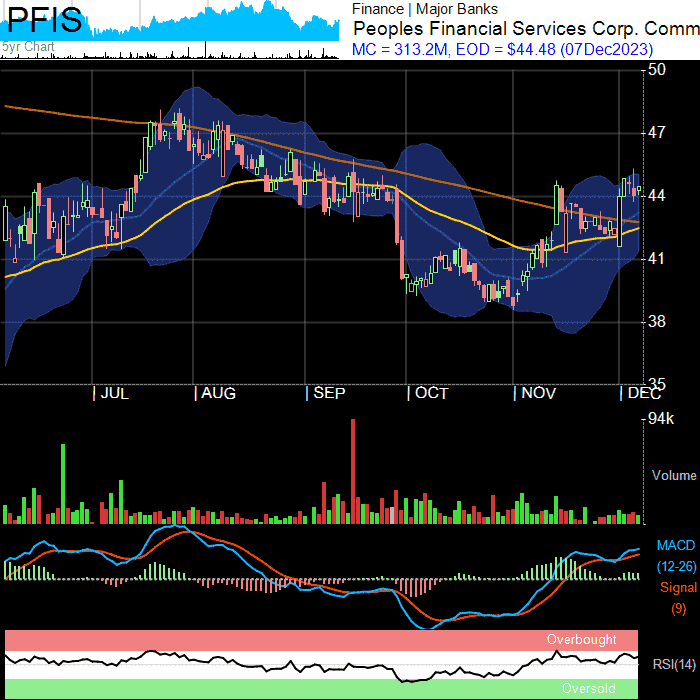 PFIS
5yr Chart
Finance | Major Banks
Peoples Financial Services Corp. Comm
MC = 313.2M, EOD = $44.48 (07Dec2023)
50
47
44
41
38
35
JUL AUG SEP OCT NOV DEC
94k
Volume
MACD
(12-26)
Signal
(9)
Overbought
RSI(14)
Oversold